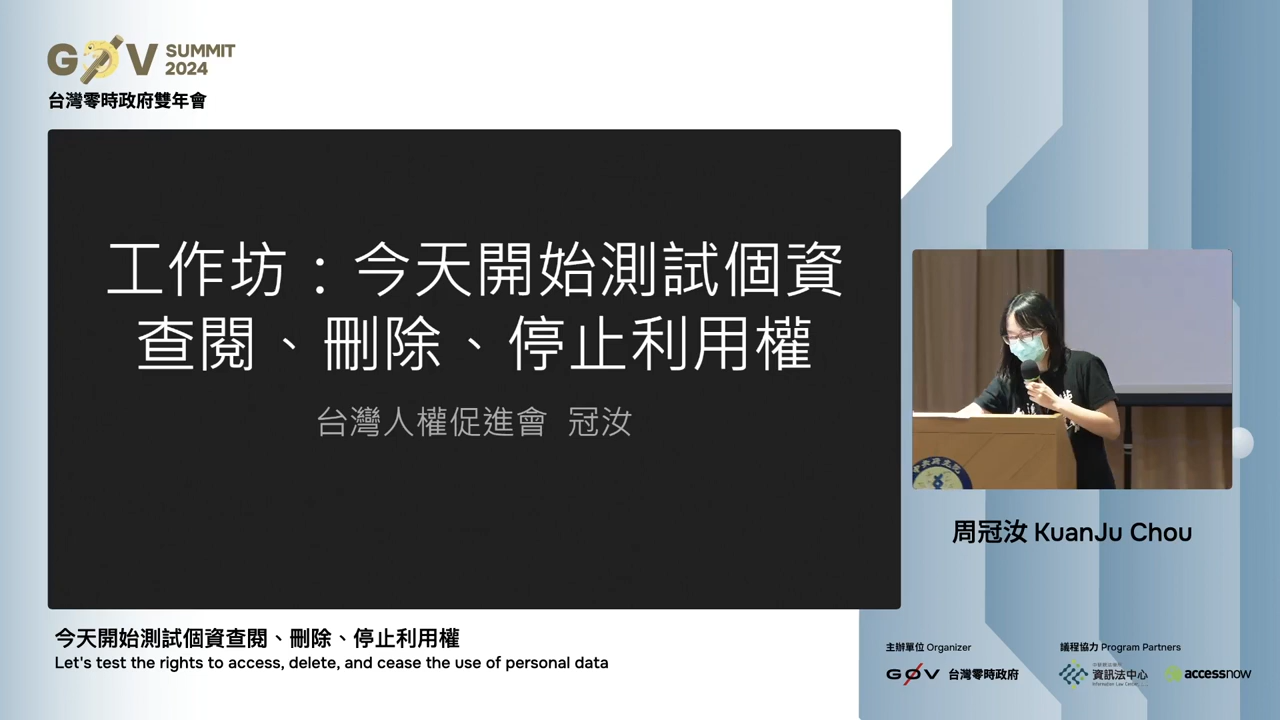 G0V SUMMIT 2024
台灣零時政府雙年會
工作坊：今天開始測試個資
查閱、刪除、停止利用權
台灣人權促進會 冠汝
周冠汝 KuanJu Chou
今天開始測試個資查閱、刪除、停止利用權
Let's test the rights to access, delete, and cease the use of personal data
主辦單位 Organizer
G0V 台灣零時政府
議程協力 Program Partners
資訊法中心
Information Law Center
accessnow